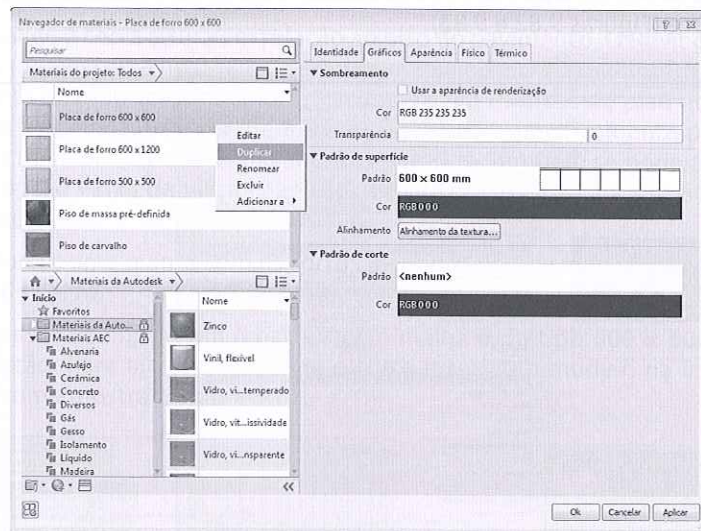 Navegador de materiais - Placa de forro 600 x 600
Pesquisar
Materiais do projeto: Todos
Nome
Placa de forro 600 x 600
Placa de forro 600 x 1200
Placa de forro 500 x 500
Piso de massa pré-definida
Piso de carvalho
Editar
Duplicar
Renomear
Excluir
Adicionar a
Materiais da Autodesk
Início
Favoritos
Materiais da Auto...
Materiais AEC
Alvenaria
Azulejo
Cerâmica
Concreto
Diversos
Gás
Gesso
Isolamento
Líquido
Madeira
Nome
Zinco
Vinil, flexível
Vidro, vi...temperado
Vidro, vit...issividade
Vidro, vi...nsparente
Identidade Gráficos Aparência Físico Térmico
Sombreamento
Usar a aparência de renderização
Cor RGB 235 235 235
Transparência 0
Padrão de superfície
Padrão 600 x 600 mm
Cor RGB 0 0 0
Alinhamento Alinhamento da textura...
Padrão de corte
Padrão <nenhum>
Cor RGB 0 0 0
Ok Cancelar Aplicar